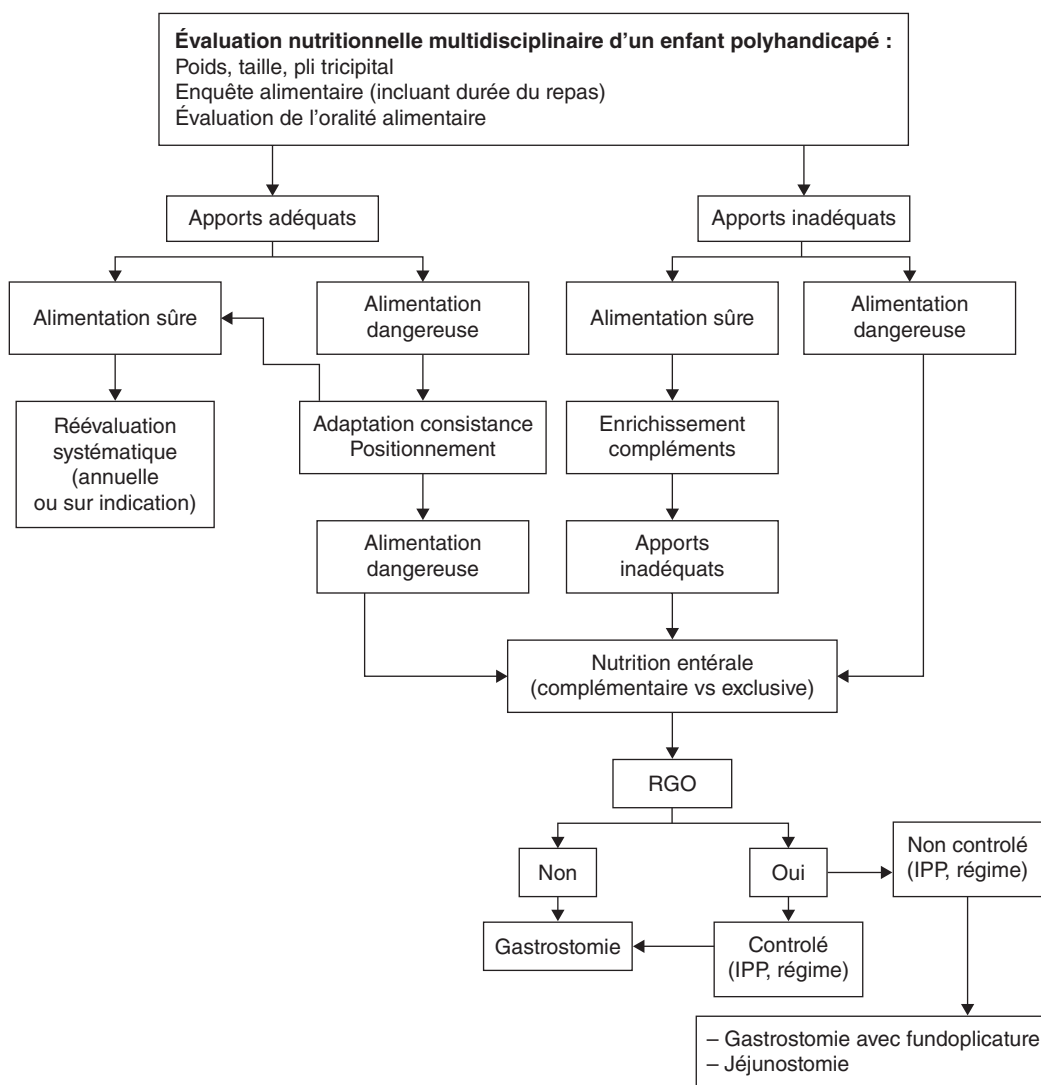 Évaluation nutritionnelle multidisciplinaire d'un enfant polyhandicapé :
Poids, taille, pli tricipital
Enquête alimentaire (incluant durée du repas)
Évaluation de l'oralité alimentaire
Apports adéquats
Apports inadéquats
Alimentation sûre
Alimentation
dangereuse
Alimentation sûre
Alimentation
dangereuse
Réévaluation
systématique
(annuelle
ou sur indication)
Adaptation consistance
Positionnement
Enrichissement
compléments
Alimentation
dangereuse
Apports
inadéquats
Nutrition entérale
(complémentaire vs exclusive)
RGO
Non
Oui
Non controlé
(IPP, régime)
Gastrostomie
Controlé
(IPP, régime)
– Gastrostomie avec fundoplicature
– Jéjunostomie